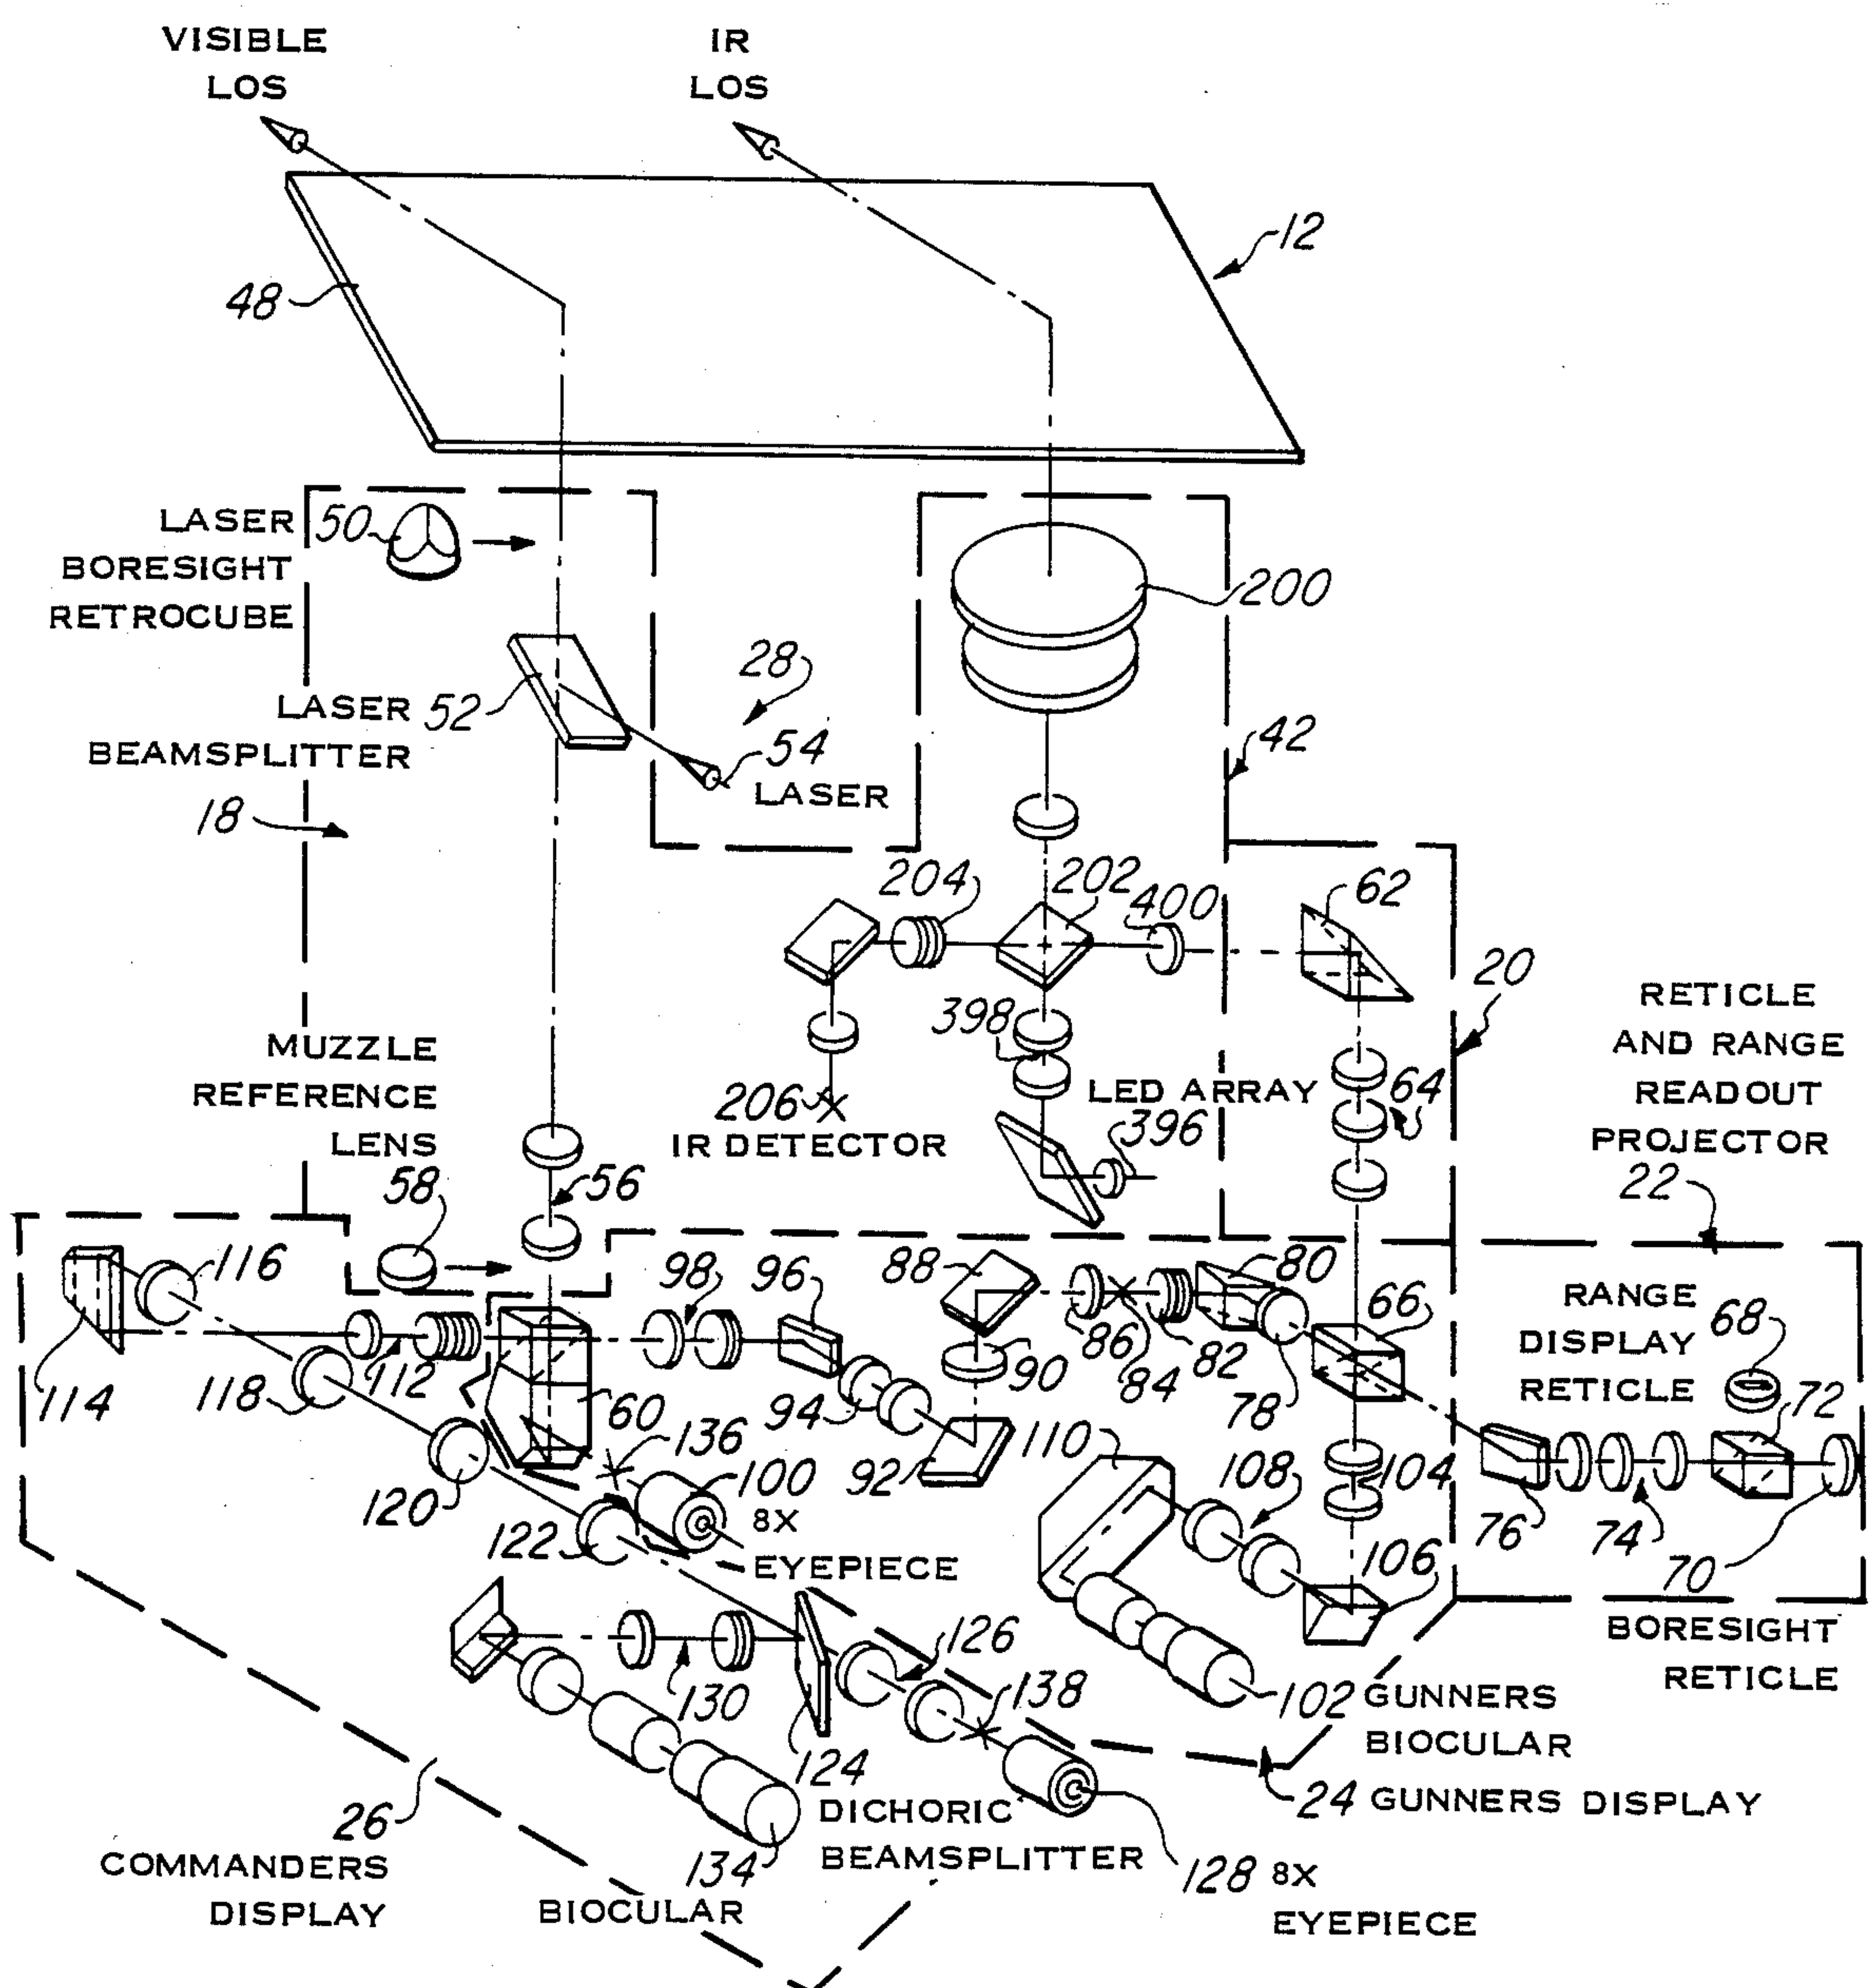 VISIBLE
LOS
IR
LOS
12
48
LASER
BORESIGHT
RETROCUBE
50
200
28
LASER
BEAMSPLITTER
52
54
LASER
42
18
204
202
400
62
20
RETICLE
AND RANGE
READOUT
PROJECTOR
22
398
MUZZLE
REFERENCE
LENS
LED ARRAY
64
206
IR DETECTOR
396
56
58
116
98
96
88
80
66
RANGE
DISPLAY
RETICLE
68
86
84
82
78
90
114
118
112
60
94
72
136
92
110
108
104
120
100
8X
76
74
70
106
122
EYEPIECE
BORESIGHT
RETICLE
126
130
138
102 GUNNERS
BIOCULAR
124
DICHORIC
BEAMSPLITTER
24 GUNNERS DISPLAY
26
COMMANDERS
DISPLAY
134
BIOCULAR
128 8X
EYEPIECE